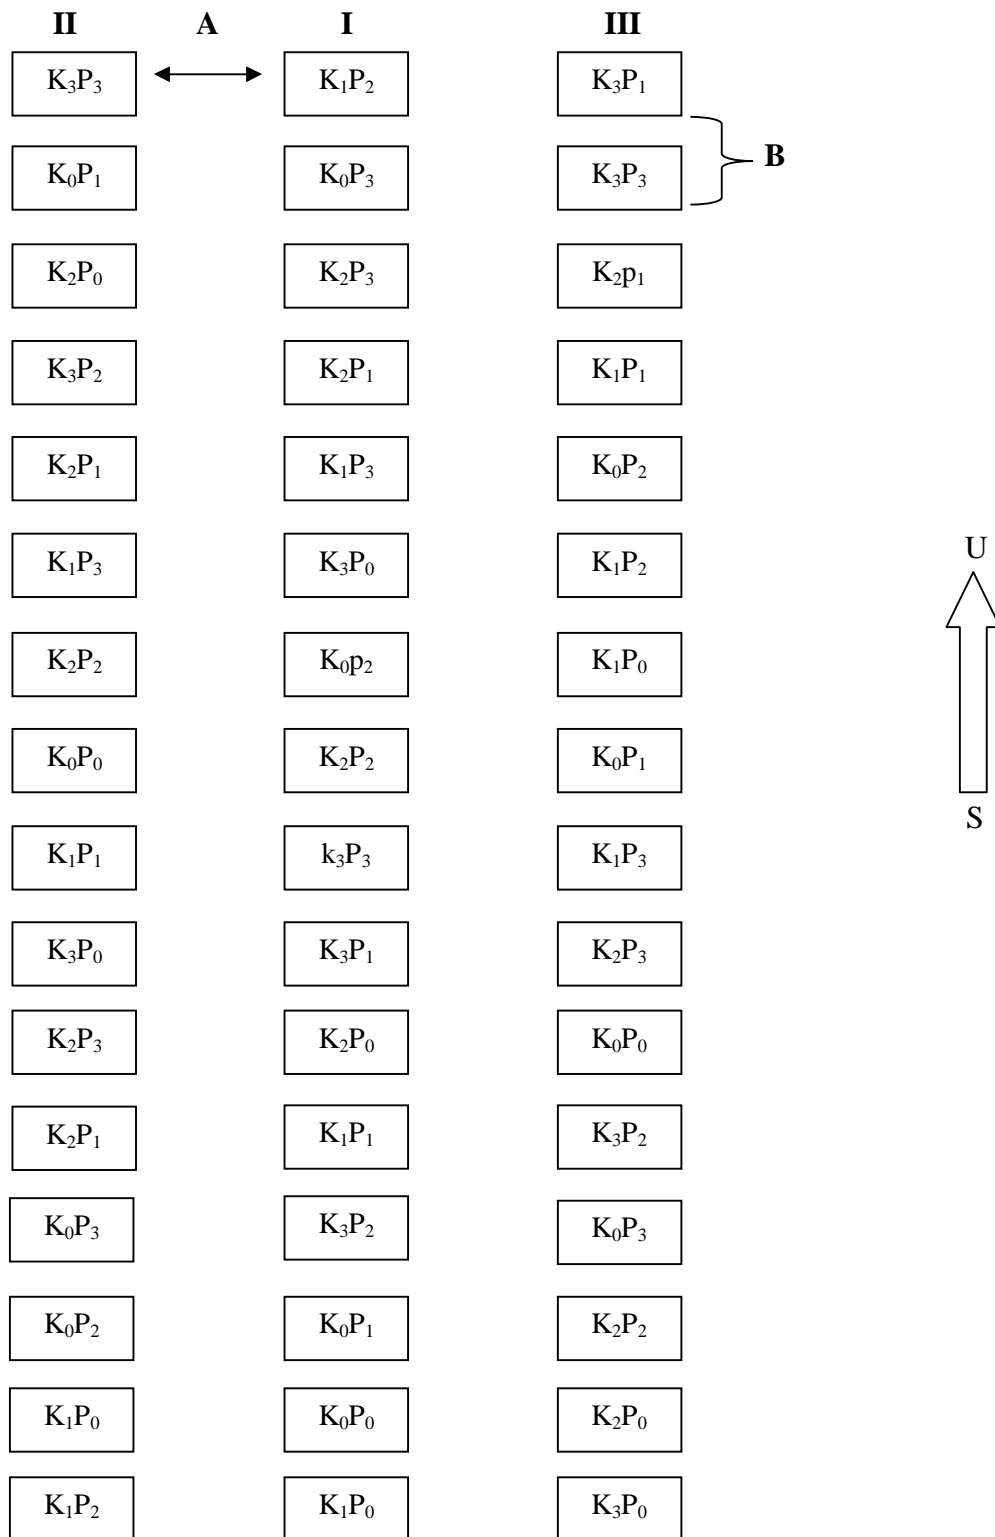 II A I III
K₃P₃ K₁P₂ K₃P₁
B
K₀P₁ K₀P₃ K₃P₃
K₂P₀ K₂P₃ K₂p₁
K₃P₂ K₂P₁ K₁P₁
K₂P₁ K₁P₃ K₀P₂
U
K₁P₃ K₃P₀ K₁P₂
K₂P₂ K₀p₂ K₁P₀
K₀P₀ K₂P₂ K₀P₁
S
K₁P₁ k₃P₃ K₁P₃
K₃P₀ K₃P₁ K₂P₃
K₂P₃ K₂P₀ K₀P₀
K₂P₁ K₁P₁ K₃P₂
K₀P₃ K₃P₂ K₀P₃
K₀P₂ K₀P₁ K₂P₂
K₁P₀ K₀P₀ K₂P₀
K₁P₂ K₁P₀ K₃P₀